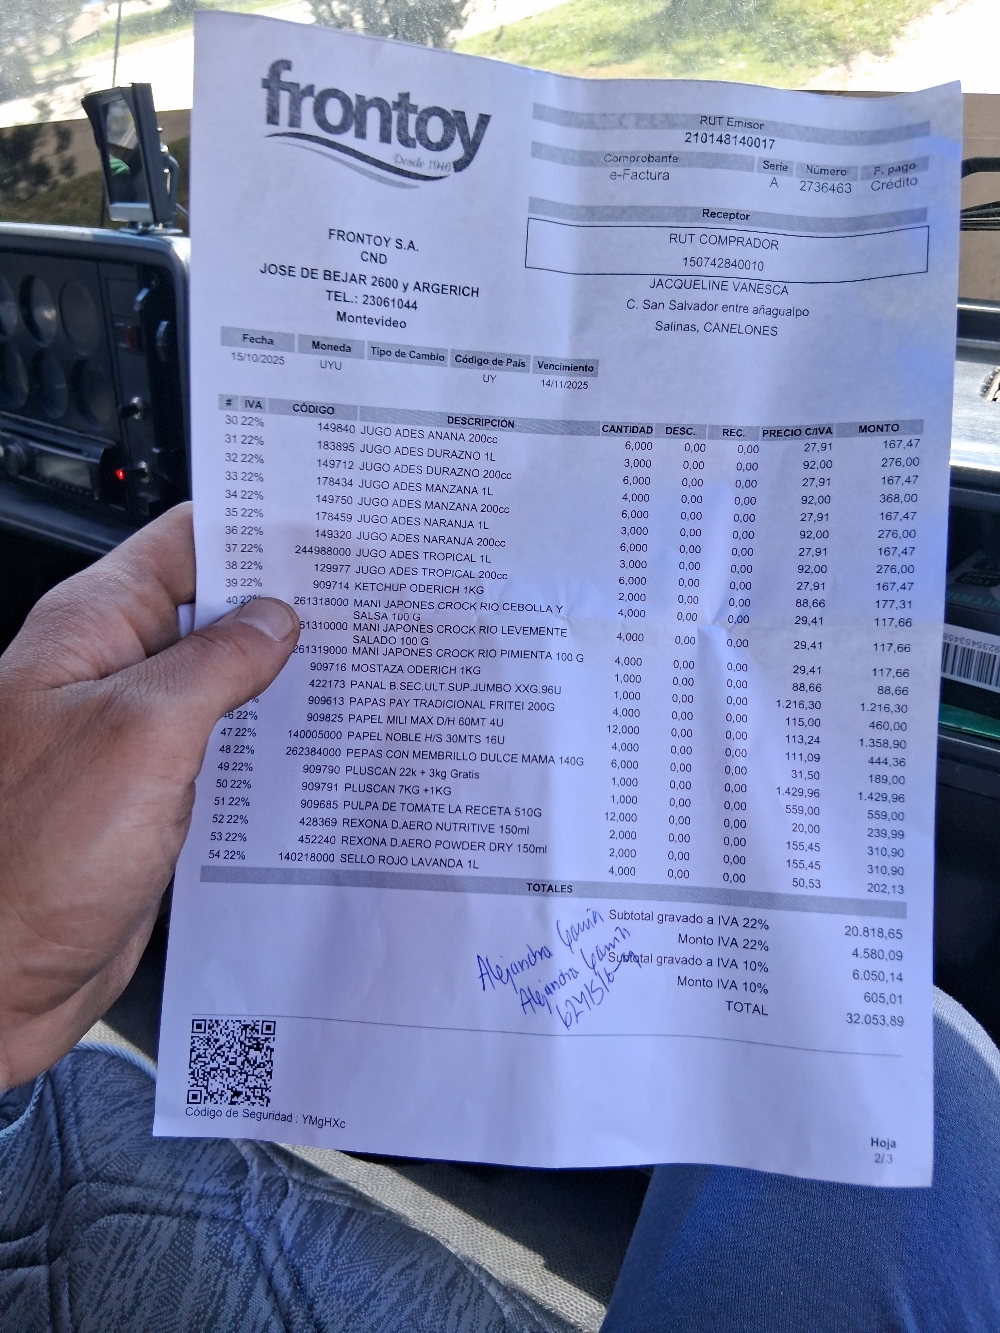 frontoy
Desde 1946
RUT Emisor
210148140017
Comprobante Serie Número F. pago
e-Factura A 2736463 Crédito
Receptor
RUT COMPRADOR
150742840010
JACQUELINE VANESCA
C. San Salvador entre añagualpo
Salinas, CANELONES
FRONTOY S.A.
CND
JOSE DE BEJAR 2600 y ARGERICH
TEL.: 23061044
Montevideo
Fecha Moneda Tipo de Cambio Código de País Vencimiento
15/10/2025 UYU UY 14/11/2025
# IVA CÓDIGO DESCRIPCIÓN CANTIDAD DESC. REC. PRECIO C/IVA MONTO
30 22% 149840 JUGO ADES ANANA 200cc 6,000 0,00 0,00 27,91 167,47
31 22% 183895 JUGO ADES DURAZNO 1L 3,000 0,00 0,00 92,00 276,00
32 22% 149712 JUGO ADES DURAZNO 200cc 6,000 0,00 0,00 27,91 167,47
33 22% 178434 JUGO ADES MANZANA 1L 4,000 0,00 0,00 92,00 368,00
34 22% 149750 JUGO ADES MANZANA 200cc 6,000 0,00 0,00 27,91 167,47
35 22% 178459 JUGO ADES NARANJA 1L 3,000 0,00 0,00 92,00 276,00
36 22% 149320 JUGO ADES NARANJA 200cc 6,000 0,00 0,00 27,91 167,47
37 22% 244988000 JUGO ADES TROPICAL 1L 3,000 0,00 0,00 92,00 276,00
38 22% 129977 JUGO ADES TROPICAL 200cc 6,000 0,00 0,00 27,91 167,47
39 22% 909714 KETCHUP ODERICH 1KG 2,000 0,00 0,00 88,66 177,31
40 22% 261318000 MANI JAPONES CROCK RIO CEBOLLA Y 4,000 0,00 0,00 29,41 117,66
SALSA 100 G
61310000 MANI JAPONES CROCK RIO LEVEMENTE 4,000 0,00 0,00 29,41 117,66
SALADO 100 G
261319000 MANI JAPONES CROCK RIO PIMIENTA 100 G 4,000 0,00 0,00 29,41 117,66
909716 MOSTAZA ODERICH 1KG 1,000 0,00 0,00 88,66 88,66
422173 PANAL B.SEC.ULT.SUP.JUMBO XXG.96U 1,000 0,00 0,00 1.216,30 1.216,30
909613 PAPAS PAY TRADICIONAL FRITEI 200G 4,000 0,00 0,00 115,00 460,00
46 22% 909825 PAPEL MILI MAX D/H 60MT 4U 12,000 0,00 0,00 113,24 1.358,90
47 22% 140005000 PAPEL NOBLE H/S 30MTS 16U 4,000 0,00 0,00 111,09 444,36
48 22% 262384000 PEPAS CON MEMBRILLO DULCE MAMA 140G 6,000 0,00 0,00 31,50 189,00
49 22% 909790 PLUSCAN 22k + 3kg Gratis 1,000 0,00 0,00 1.429,96 1.429,96
50 22% 909791 PLUSCAN 7KG +1KG 1,000 0,00 0,00 559,00 559,00
51 22% 909685 PULPA DE TOMATE LA RECETA 510G 12,000 0,00 0,00 20,00 239,99
52 22% 428369 REXONA D.AERO NUTRITIVE 150ml 2,000 0,00 0,00 155,45 310,90
53 22% 452240 REXONA D.AERO POWDER DRY 150ml 2,000 0,00 0,00 155,45 310,90
54 22% 140218000 SELLO ROJO LAVANDA 1L 4,000 0,00 0,00 50,53 202,13
TOTALES
Subtotal gravado a IVA 22% 20.818,65
Monto IVA 22% 4.580,09
Subtotal gravado a IVA 10% 6.050,14
Monto IVA 10% 605,01
TOTAL 32.053,89
Alejandra
Alejandra
Código de Seguridad : YMgHXc
Hoja
2/3